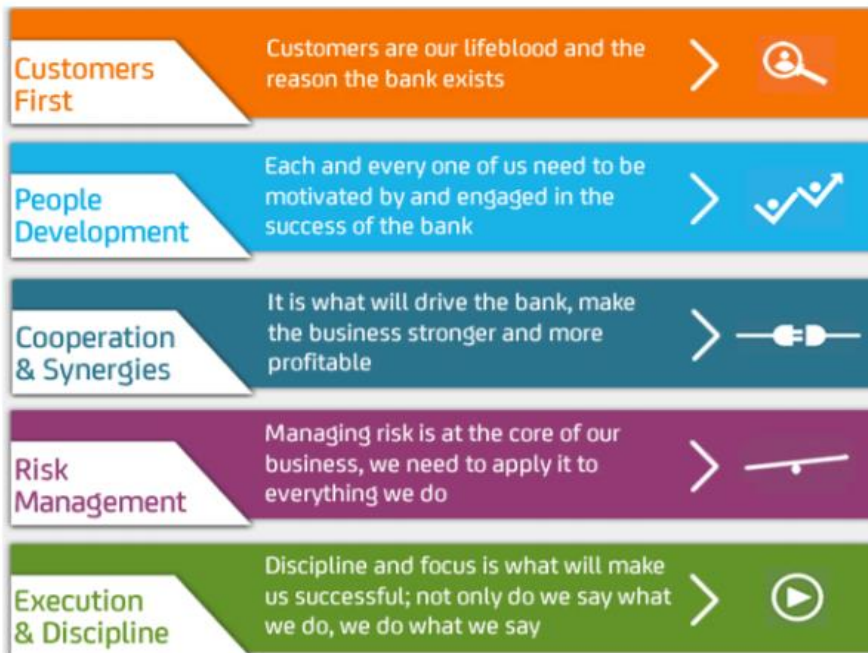 Customers
First
Customers are our lifeblood and the
reason the bank exists
People
Development
Each and every one of us need to be
motivated by and engaged in the
success of the bank
Cooperation
& Synergies
It is what will drive the bank, make
the business stronger and more
profitable
Risk
Management
Managing risk is at the core of our
business, we need to apply it to
everything we do
Execution
& Discipline
Discipline and focus is what will make
us successful; not only do we say what
we do, we do what we say